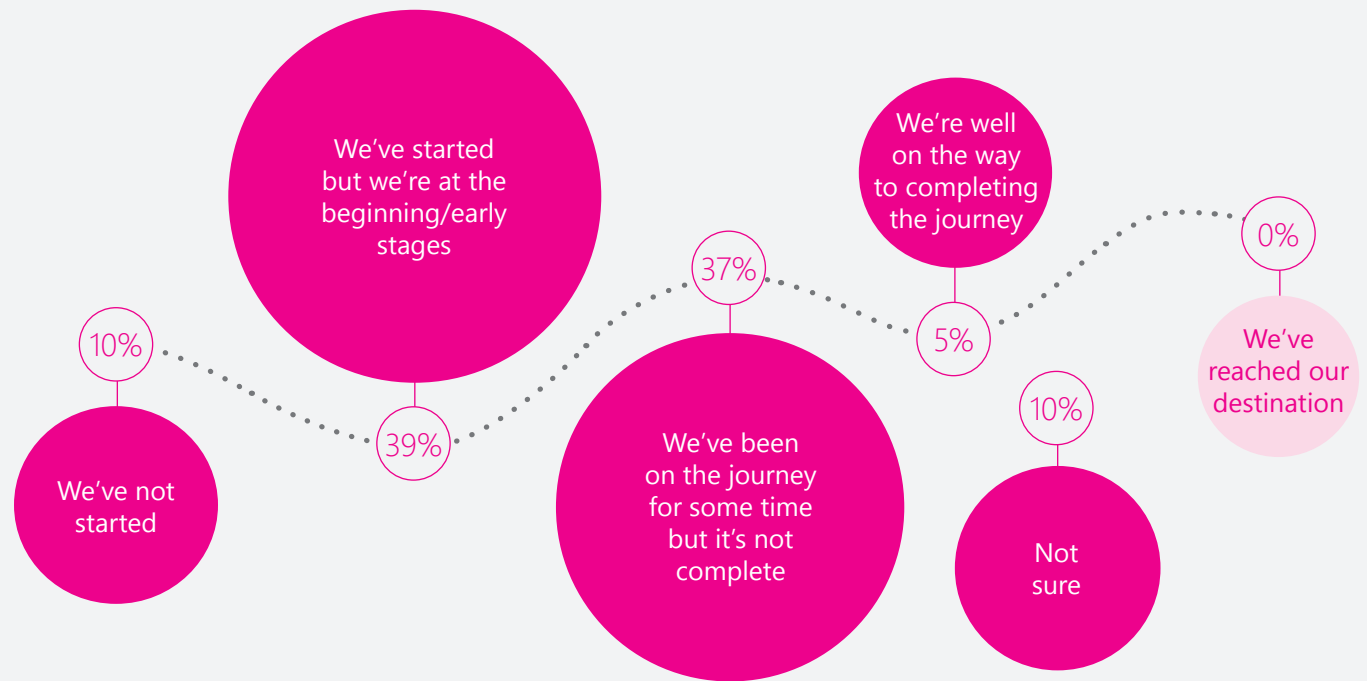 10%
We've not
started
We've started
but we're at the
beginning/early
stages
39%
37%
We've been
on the journey
for some time
but it's not
complete
We're well
on the way
to completing
the journey
5%
10%
Not
sure
0%
We've
reached our
destination